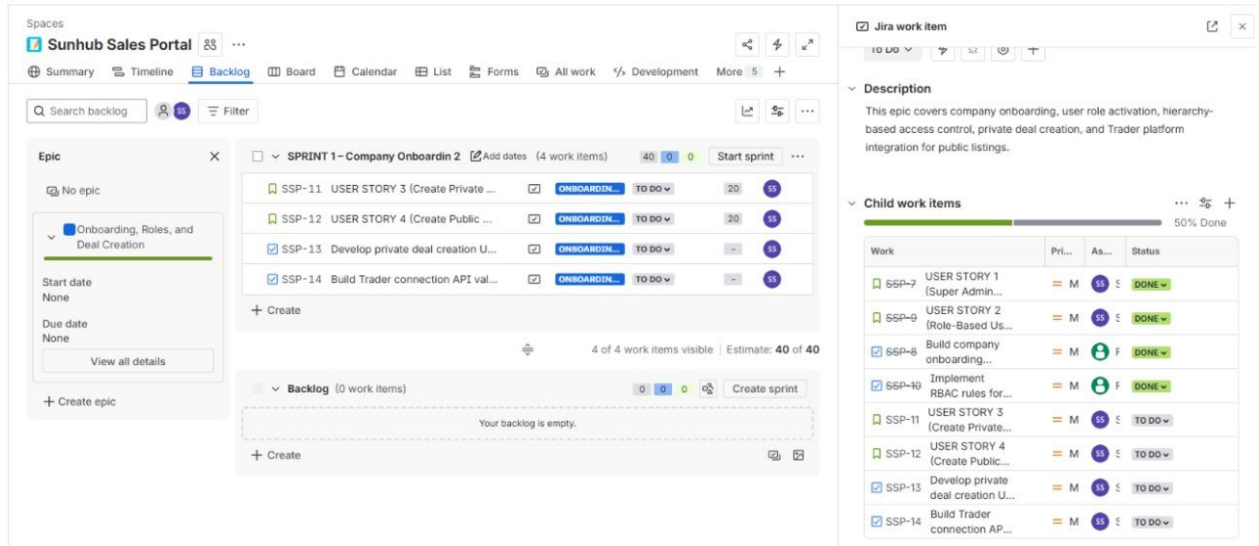 Spaces
Sunhub Sales Portal
Summary Timeline Backlog Board Calendar List Forms All work Development More 5
Search backlog SS Filter
Epic
No epic
Onboarding, Roles, and
Deal Creation
Start date
None
Due date
None
View all details
Create epic
SPRINT 1 – Company Onboardin 2 Add dates (4 work items) 40 0 0 Start sprint
SSP-11 USER STORY 3 (Create Private ... ONBOARDIN... TO DO 20 SS
SSP-12 USER STORY 4 (Create Public ... ONBOARDIN... TO DO 20 SS
SSP-13 Develop private deal creation U... ONBOARDIN... TO DO - SS
SSP-14 Build Trader connection API val... ONBOARDIN... TO DO - SS
Create
4 of 4 work items visible Estimate: 40 of 40
Backlog (0 work items) 0 0 0 Create sprint
Your backlog is empty.
Create
Jira work item
To Do
Description
This epic covers company onboarding, user role activation, hierarchy-
based access control, private deal creation, and Trader platform
integration for public listings.
Child work items
50% Done
Work Pri... As... Status
SSP-7 USER STORY 1
(Super Admin... M SS S DONE
SSP-9 USER STORY 2
(Role-Based Us... M SS S DONE
SSP-8 Build company
onboarding... M F DONE
SSP-10 Implement
RBAC rules for... M F DONE
SSP-11 USER STORY 3
(Create Private... M SS S TO DO
SSP-12 USER STORY 4
(Create Public... M SS S TO DO
SSP-13 Develop private
deal creation U... M SS S TO DO
SSP-14 Build Trader
connection AP... M SS S TO DO